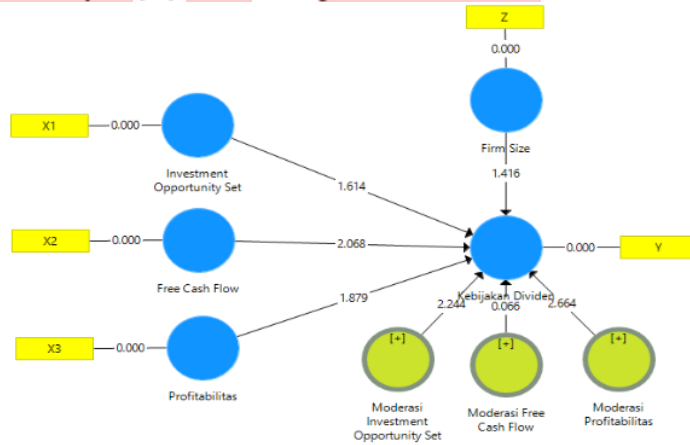 Z
0.000
X1
0.000
Investment
Opportunity Set
Firm Size
1.614
1.416
X2
0.000
Free Cash Flow
2.068
Kebijakan Dividen
0.000
Y
X3
0.000
Profitabilitas
1.879
2.244
0.066
2.664
[+]
[+]
[+]
Moderasi
Investment
Opportunity Set
Moderasi Free
Cash Flow
Moderasi
Profitabilitas